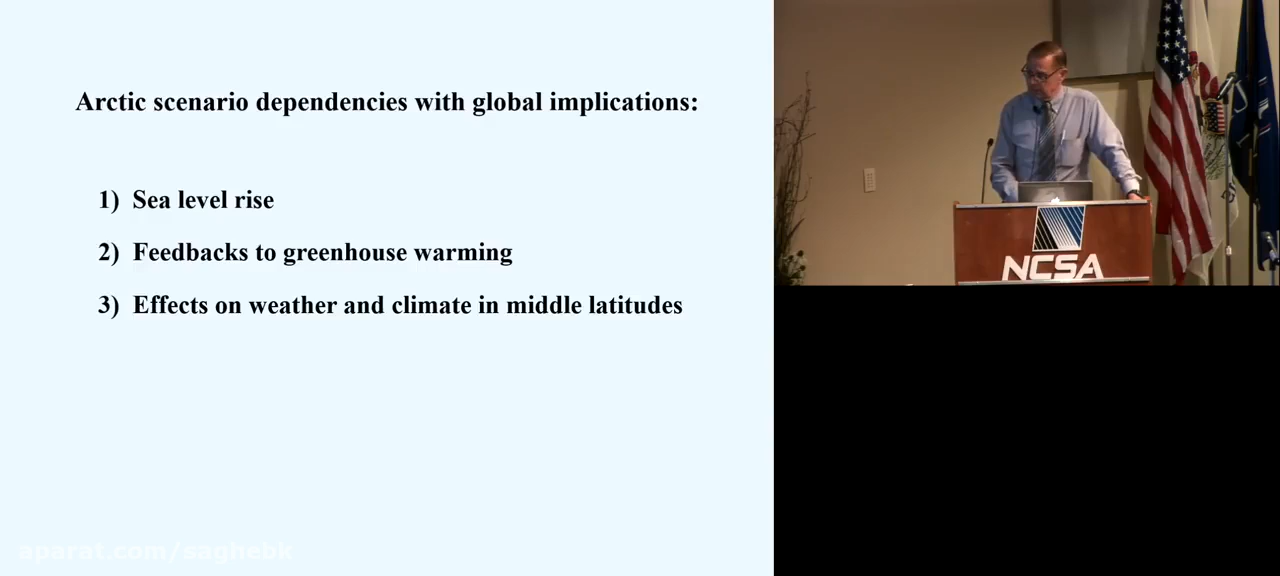 Arctic scenario dependencies with global implications:
1) Sea level rise
2) Feedbacks to greenhouse warming
3) Effects on weather and climate in middle latitudes
NCSA
aparat.com/saghebk